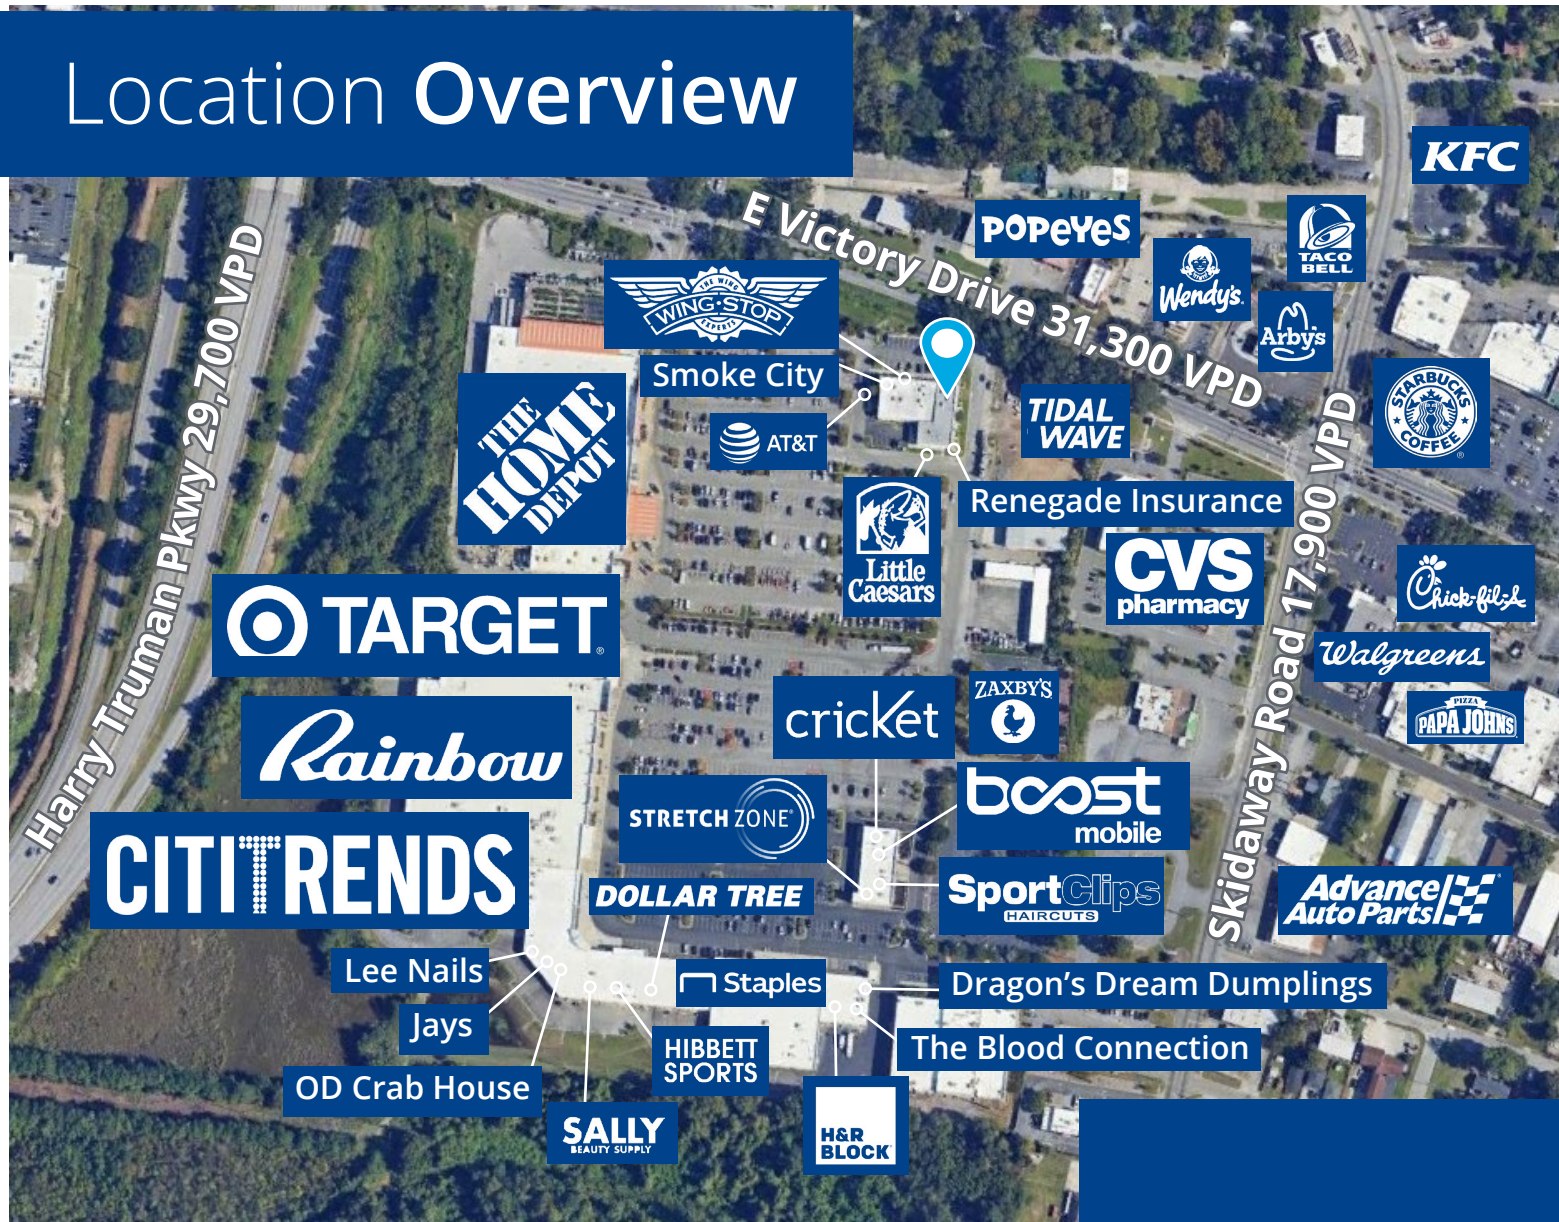 Location Overview
KFC
E Victory Drive 31,300 VPD
POPEYES
TACO
BELL
Wendy's
Arby's
Harry Truman Pkwy 29,700 VPD
THE WING
WING·STOP
EXPERTS
Smoke City
AT&T
THE
HOME
DEPOT
TIDAL
WAVE
STARBUCKS
COFFEE
Renegade Insurance
Little
Caesars
CVS
pharmacy
Skidaway Road 17,900 VPD
Chick-fil-A
Walgreens
PIZZA
PAPA JOHNS
TARGET
Rainbow
CITITRENDS
cricket
ZAXBY'S
STRETCH ZONE
boost
mobile
SportClips
HAIRCUTS
Advance
Auto Parts
DOLLAR TREE
Lee Nails
Jays
OD Crab House
Staples
Dragon’s Dream Dumplings
The Blood Connection
HIBBETT
SPORTS
SALLY
BEAUTY SUPPLY
H&R
BLOCK